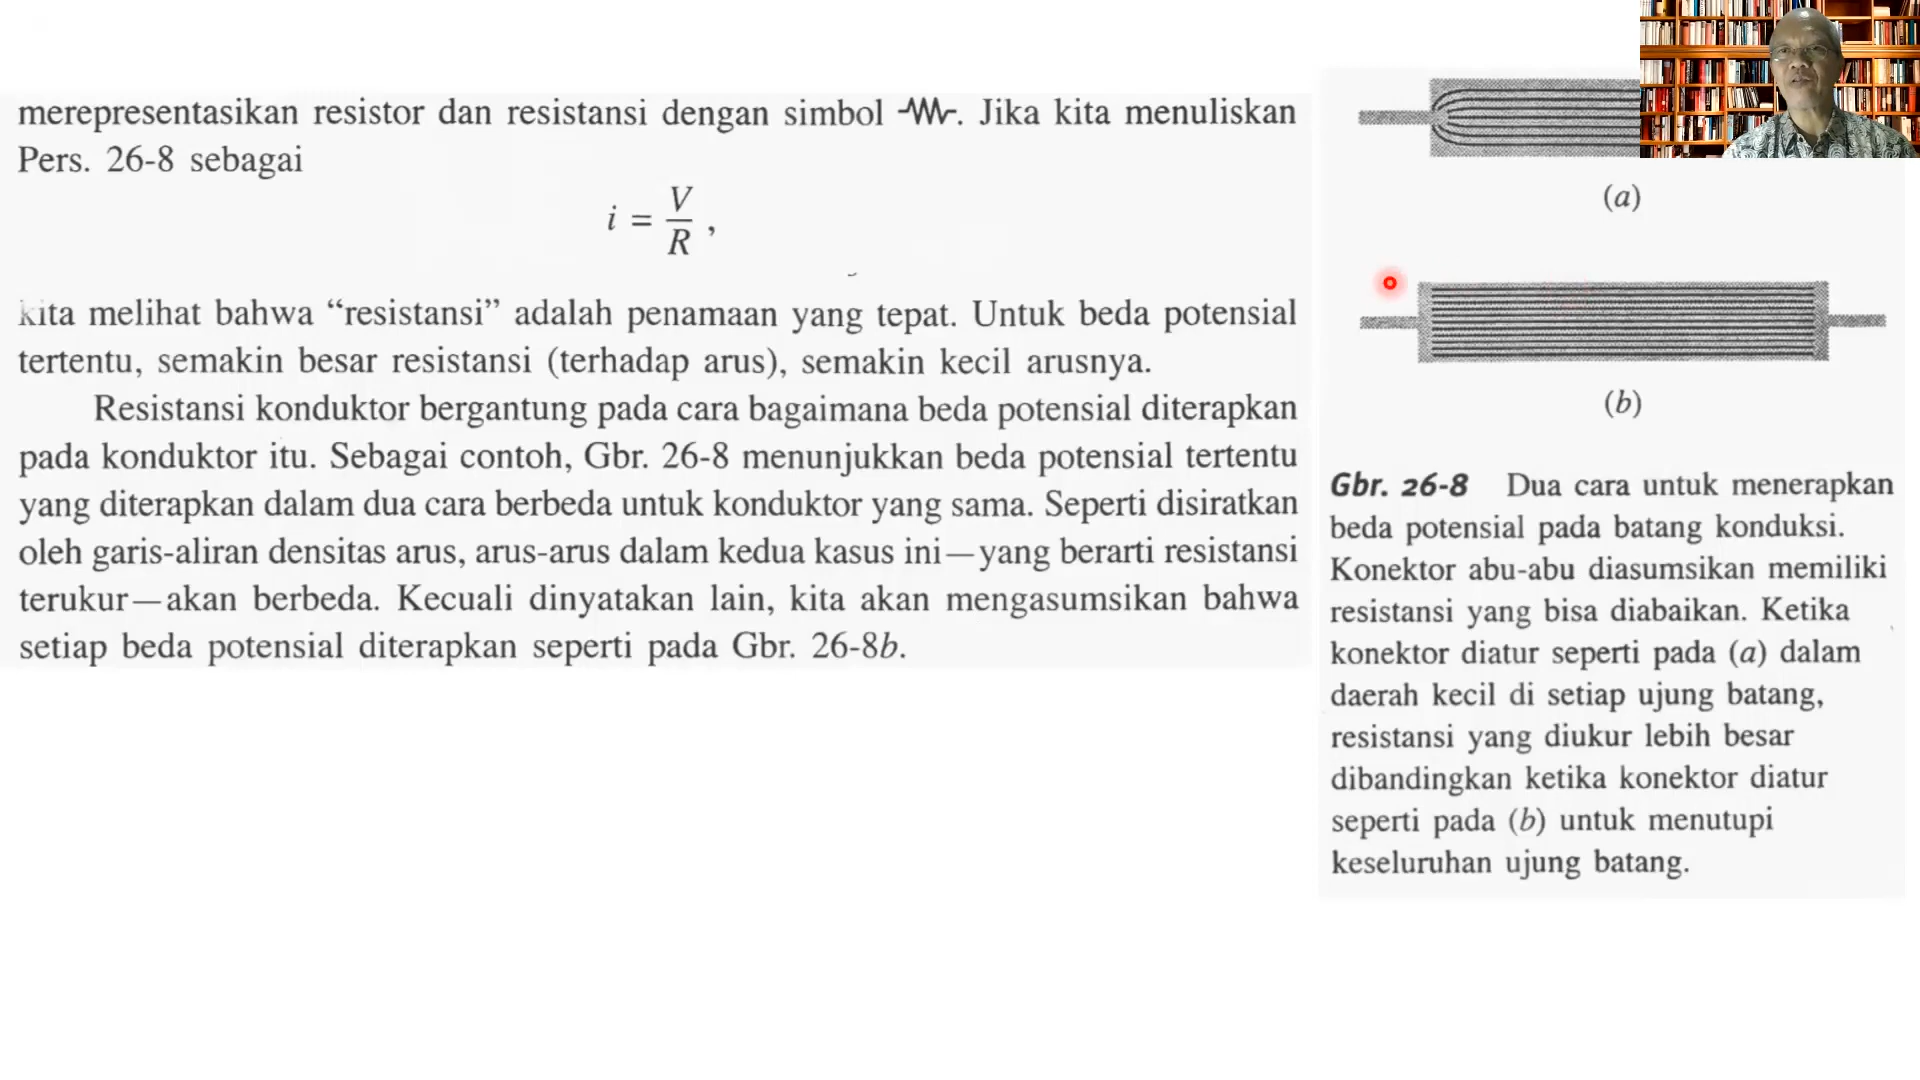 merepresentasikan resistor dan resistansi dengan simbol . Jika kita menuliskan
Pers. 26-8 sebagai
i = V/R ,
kita melihat bahwa “resistansi” adalah penamaan yang tepat. Untuk beda potensial
tertentu, semakin besar resistansi (terhadap arus), semakin kecil arusnya.
Resistansi konduktor bergantung pada cara bagaimana beda potensial diterapkan
pada konduktor itu. Sebagai contoh, Gbr. 26-8 menunjukkan beda potensial tertentu
yang diterapkan dalam dua cara berbeda untuk konduktor yang sama. Seperti disiratkan
oleh garis-aliran densitas arus, arus-arus dalam kedua kasus ini—yang berarti resistansi
terukur—akan berbeda. Kecuali dinyatakan lain, kita akan mengasumsikan bahwa
setiap beda potensial diterapkan seperti pada Gbr. 26-8b.
(a)
(b)
Gbr. 26-8 Dua cara untuk menerapkan
beda potensial pada batang konduksi.
Konektor abu-abu diasumsikan memiliki
resistansi yang bisa diabaikan. Ketika
konektor diatur seperti pada (a) dalam
daerah kecil di setiap ujung batang,
resistansi yang diukur lebih besar
dibandingkan ketika konektor diatur
seperti pada (b) untuk menutupi
keseluruhan ujung batang.